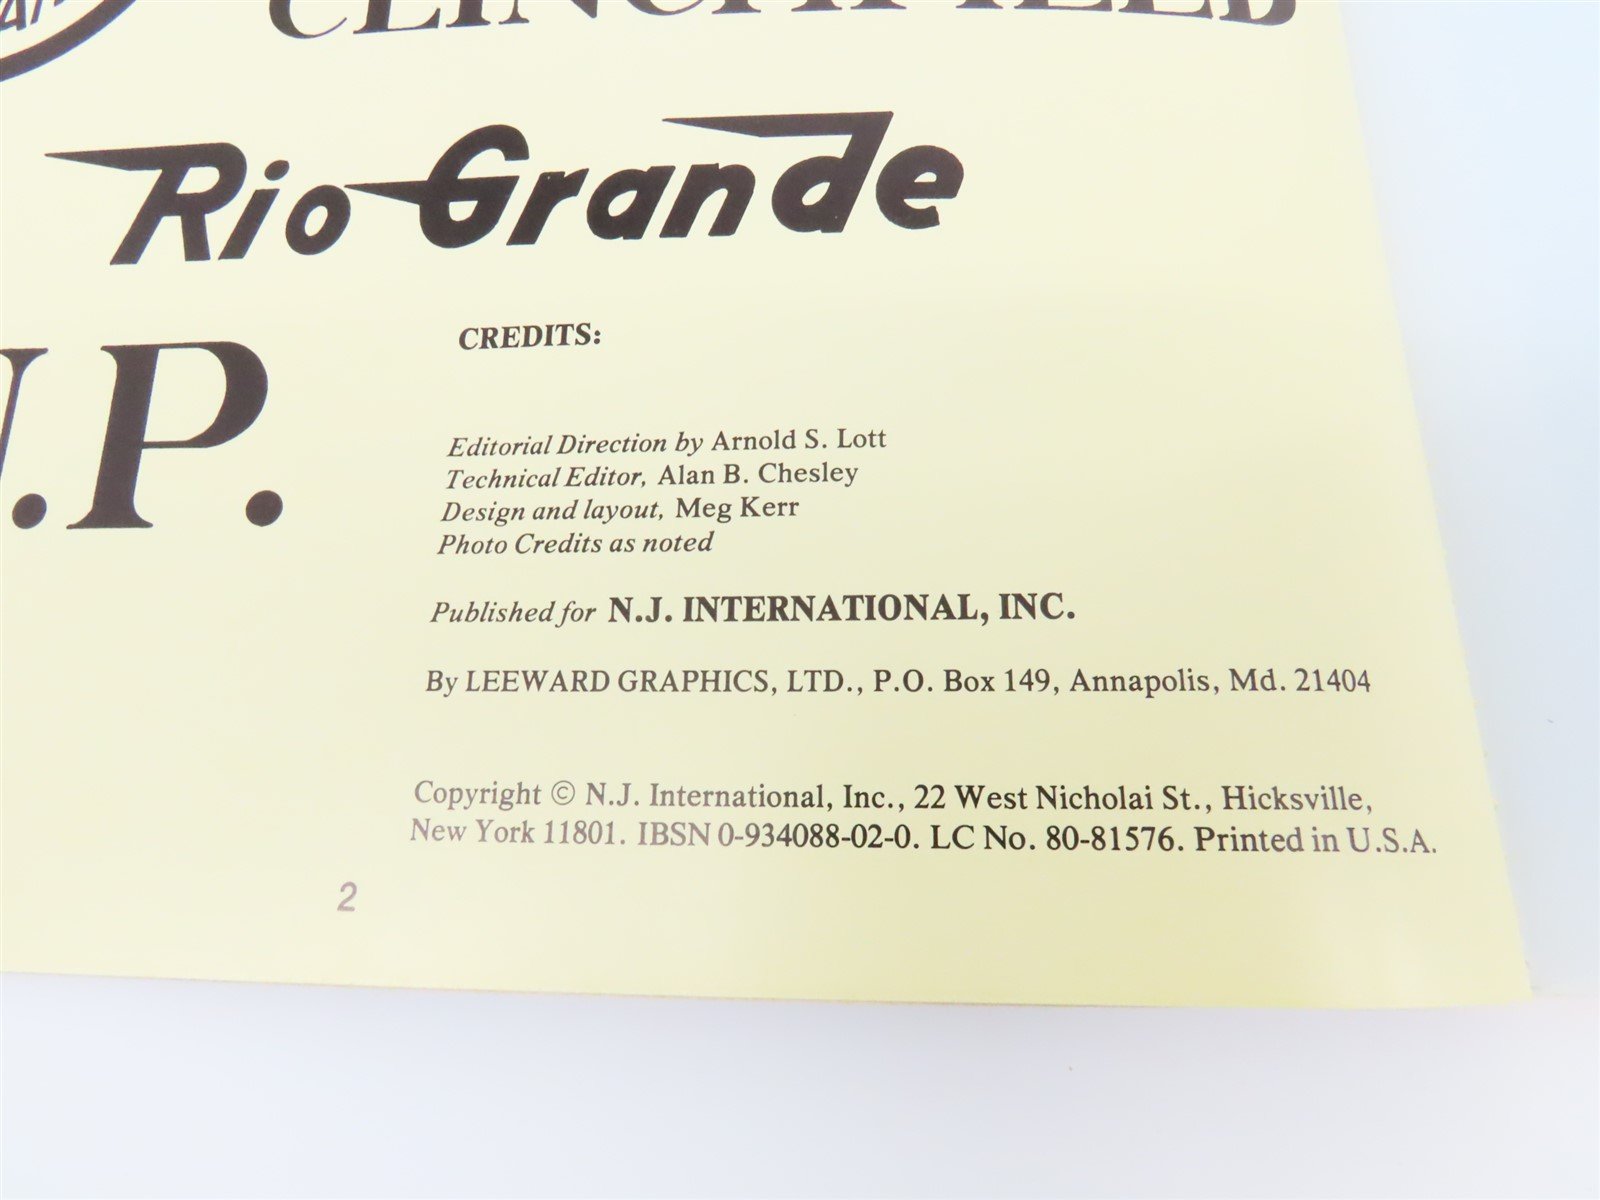 CLINCHFIELD
Rio Grande
.P.
CREDITS:
Editorial Direction by Arnold S. Lott
Technical Editor, Alan B. Chesley
Design and layout, Meg Kerr
Photo Credits as noted
Published for N.J. INTERNATIONAL, INC.
By LEEWARD GRAPHICS, LTD., P.O. Box 149, Annapolis, Md. 21404
Copyright © N.J. International, Inc., 22 West Nicholai St., Hicksville,
New York 11801. IBSN 0-934088-02-0. LC No. 80-81576. Printed in U.S.A.
2